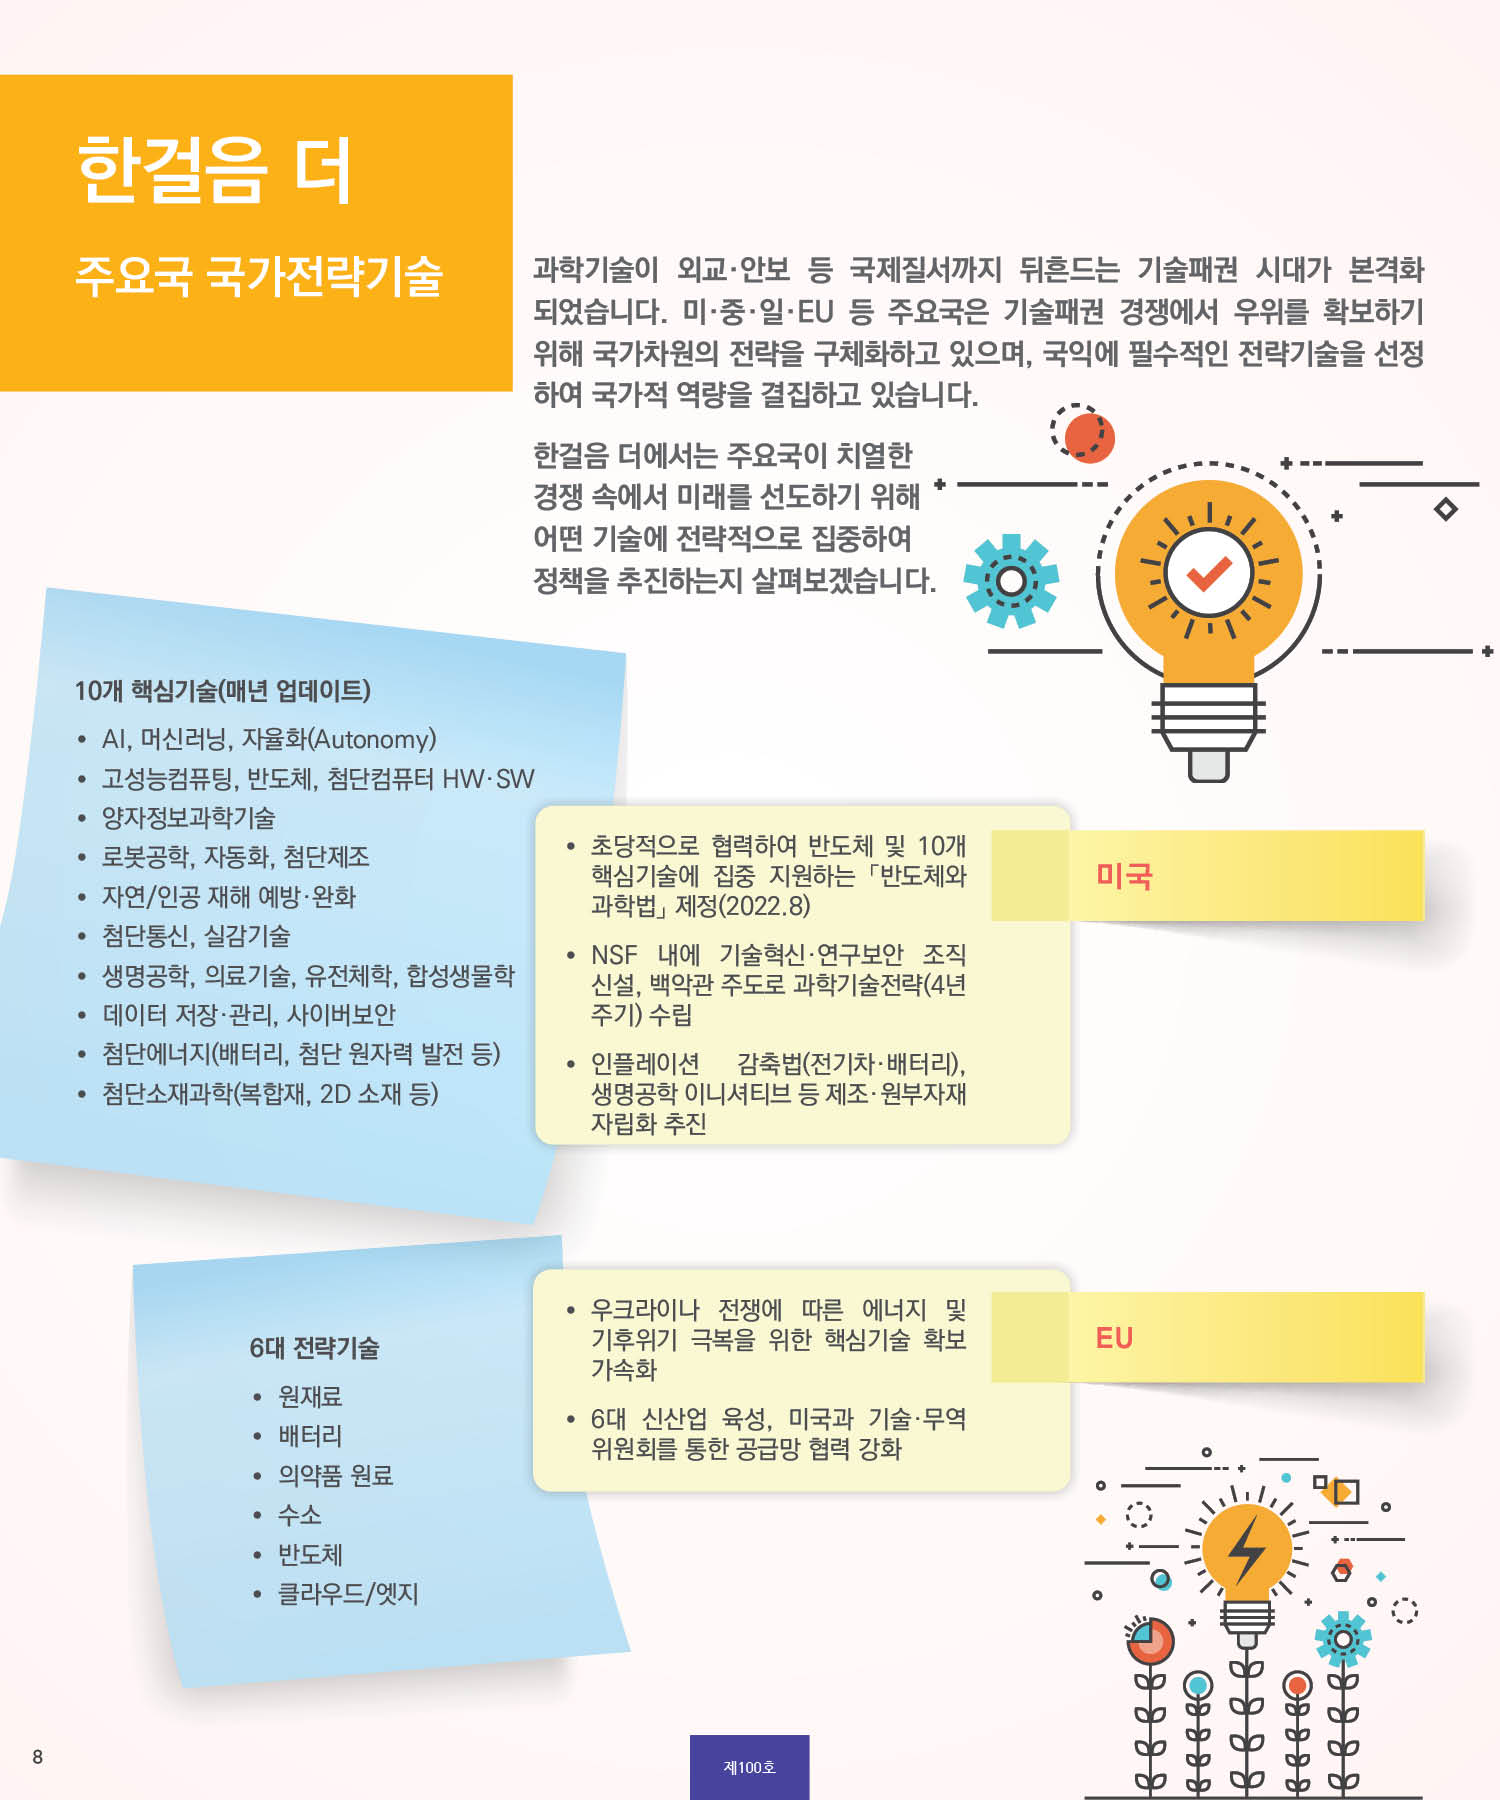 한걸음 더
주요국 국가전략기술
과학기술이 외교·안보 등 국제질서까지 뒤흔드는 기술패권 시대가 본격화
되었습니다. 미·중·일·EU 등 주요국은 기술패권 경쟁에서 우위를 확보하기
위해 국가차원의 전략을 구체화하고 있으며, 국익에 필수적인 전략기술을 선정
하여 국가적 역량을 결집하고 있습니다.
한걸음 더에서는 주요국이 치열한
경쟁 속에서 미래를 선도하기 위해
어떤 기술에 전략적으로 집중하여
정책을 추진하는지 살펴보겠습니다.
10개 핵심기술(매년 업데이트)
• AI, 머신러닝, 자율화(Autonomy)
• 고성능컴퓨팅, 반도체, 첨단컴퓨터 HW·SW
• 양자정보과학기술
• 로봇공학, 자동화, 첨단제조
• 자연/인공 재해 예방·완화
• 첨단통신, 실감기술
• 생명공학, 의료기술, 유전체학, 합성생물학
• 데이터 저장·관리, 사이버보안
• 첨단에너지(배터리, 첨단 원자력 발전 등)
• 첨단소재과학(복합재, 2D 소재 등)
• 초당적으로 협력하여 반도체 및 10개
핵심기술에 집중 지원하는 「반도체와
과학법」 제정(2022.8)
• NSF 내에 기술혁신·연구보안 조직
신설, 백악관 주도로 과학기술전략(4년
주기) 수립
• 인플레이션 감축법(전기차·배터리),
생명공학 이니셔티브 등 제조·원부자재
자립화 추진
미국
6대 전략기술
• 원재료
• 배터리
• 의약품 원료
• 수소
• 반도체
• 클라우드/엣지
• 우크라이나 전쟁에 따른 에너지 및
기후위기 극복을 위한 핵심기술 확보
가속화
• 6대 신산업 육성, 미국과 기술·무역
위원회를 통한 공급망 협력 강화
EU
8
제100호